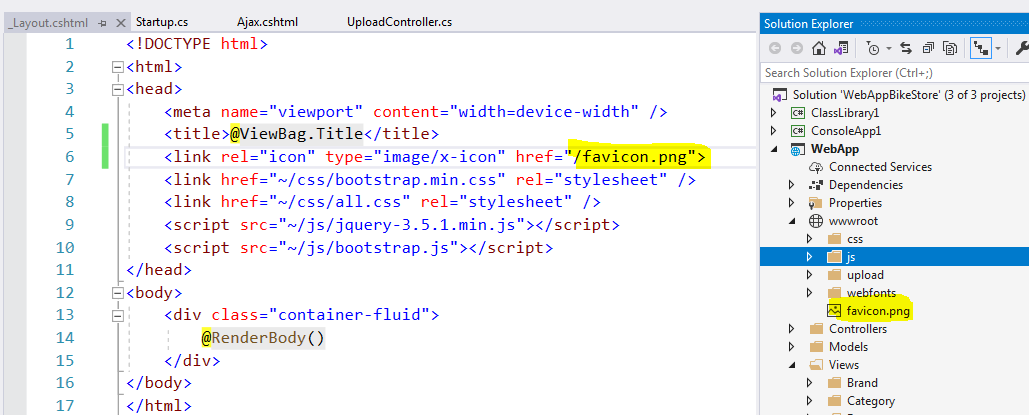 _Layout.cshtml Startup.cs Ajax.cshtml UploadController.cs
1 <!DOCTYPE html>
2 <html>
3 <head>
4 <meta name="viewport" content="width=device-width" />
5 <title>@ViewBag.Title</title>
6 <link rel="icon" type="image/x-icon" href="/favicon.png">
7 <link href="~/css/bootstrap.min.css" rel="stylesheet" />
8 <link href="~/css/all.css" rel="stylesheet" />
9 <script src="~/js/jquery-3.5.1.min.js"></script>
10 <script src="~/js/bootstrap.js"></script>
11 </head>
12 <body>
13 <div class="container-fluid">
14 @RenderBody()
15 </div>
16 </body>
17 </html>
Solution Explorer
Search Solution Explorer (Ctrl+;)
Solution 'WebAppBikeStore' (3 of 3 projects)
C# ClassLibrary1
C# ConsoleApp1
WebApp
Connected Services
Dependencies
Properties
wwwroot
css
js
upload
webfonts
favicon.png
Controllers
Models
Views
Brand
Category